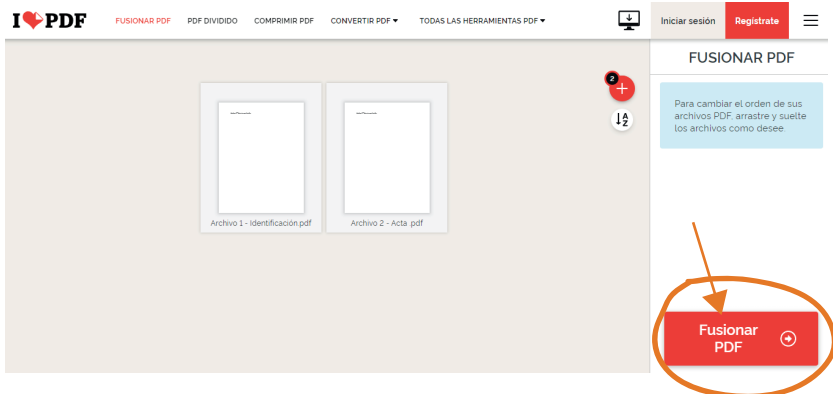 I PDF
FUSIONAR PDF PDF DIVIDIDO COMPRIMIR PDF CONVERTIR PDF TODAS LAS HERRAMIENTAS PDF
Iniciar sesión Regístrate
FUSIONAR PDF
2
A
Z
Para cambiar el orden de sus
archivos PDF, arrastre y suelte
los archivos como desee.
Archivo 1 - Identificación.pdf Archivo 2 - Acta .pdf
Fusionar
PDF